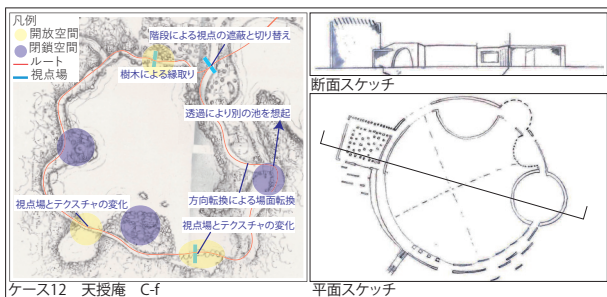 凡例
開放空間
閉鎖空間
ルート
視点場
階段による視点の遮蔽と切り替え
樹木による縁取り
透過により別の池を想起
視点場とテクスチャの変化
方向転換による場面転換
視点場とテクスチャの変化
ケース12　天授庵　C-f
断面スケッチ
平面スケッチ